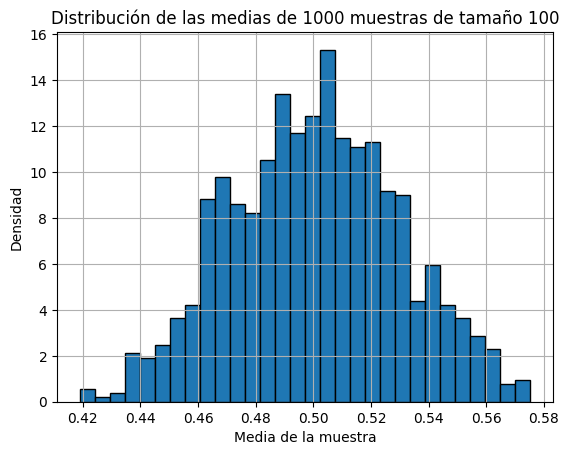 Distribución de las medias de 1000 muestras de tamaño 100
16
14
12
10
8
6
4
2
0
Densidad
0.42 0.44 0.46 0.48 0.50 0.52 0.54 0.56 0.58
Media de la muestra